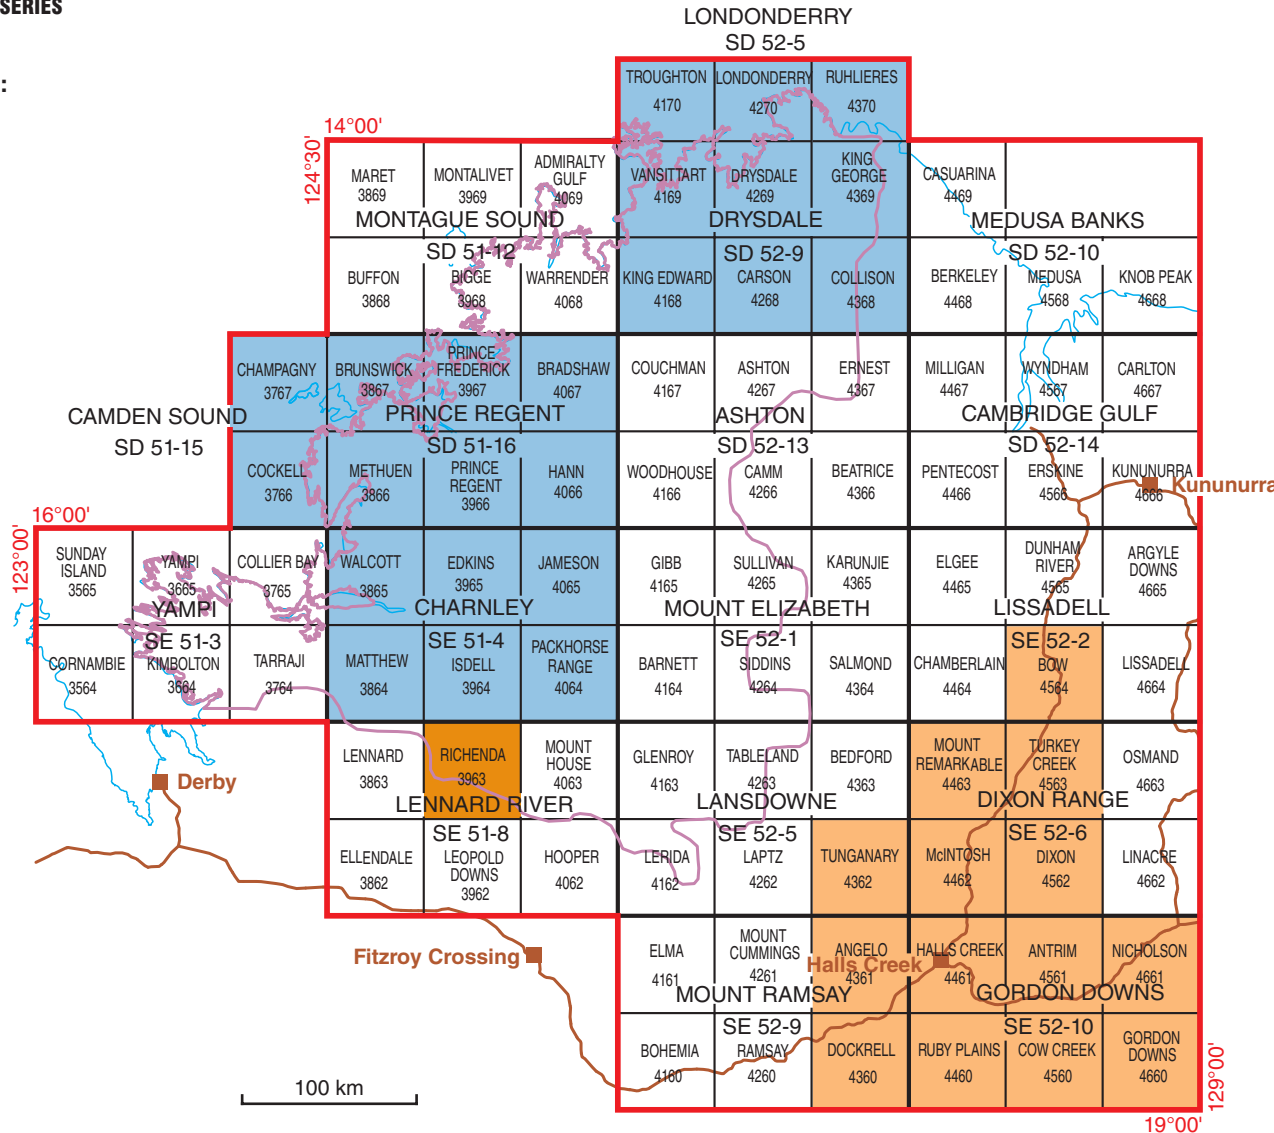 SERIES
:
LONDONDERRY
SD 52-5
TROUGHTON LONDONDERRY RUHLIERES
4170 4270 4370
14°00'
124°30'
MARET MONTALIVET ADMIRALTY GULF VANSITTART DRYSDALE KING GEORGE CASUARINA
3869 3969 4069 4169 4269 4369 4469
MONTAGUE SOUND DRYSDALE MEDUSA BANKS
SD 51-12 SD 52-9 SD 52-10
BUFFON BIGGE WARRENDER KING EDWARD CARSON COLLISON BERKELEY MEDUSA KNOB PEAK
3868 3968 4068 4168 4268 4368 4468 4568 4668
CHAMPAGNY BRUNSWICK PRINCE FREDERICK BRADSHAW COUCHMAN ASHTON ERNEST MILLIGAN WYNDHAM CARLTON
3767 3867 3967 4067 4167 4267 4367 4467 4567 4667
CAMDEN SOUND PRINCE REGENT ASHTON CAMBRIDGE GULF
SD 51-15 SD 51-16 SD 52-13 SD 52-14
COCKELL METHUEN PRINCE REGENT HANN WOODHOUSE CAMM BEATRICE PENTECOST ERSKINE KUNUNURRA
3766 3866 3966 4066 4166 4266 4366 4466 4566 4666
Kununurra
16°00'
123°00'
SUNDAY ISLAND YAMPI COLLIER BAY WALCOTT EDKINS JAMESON GIBB SULLIVAN KARUNJIE ELGEE DUNHAM RIVER ARGYLE DOWNS
3565 3665 3765 3865 3965 4065 4165 4265 4365 4465 4565 4665
YAMPI CHARNLEY MOUNT ELIZABETH LISSADELL
SE 51-3 SE 51-4 SE 52-1 SE 52-2
CORNAMBIE KIMBOLTON TARRAJI MATTHEW ISDELL PACKHORSE RANGE BARNETT SIDDINS SALMOND CHAMBERLAIN BOW LISSADELL
3564 3664 3764 3864 3964 4064 4164 4264 4364 4464 4564 4664
LENNARD RICHENDA MOUNT HOUSE GLENROY TABLELAND BEDFORD MOUNT REMARKABLE TURKEY CREEK OSMAND
3863 3963 4063 4163 4263 4363 4463 4563 4663
Derby
LENNARD RIVER LANSDOWNE DIXON RANGE
SE 51-8 SE 52-5 SE 52-6
ELLENDALE LEOPOLD DOWNS HOOPER LERIDA LAPTZ TUNGANARY McINTOSH DIXON LINACRE
3862 3962 4062 4162 4262 4362 4462 4562 4662
ELMA MOUNT CUMMINGS ANGELO HALLS CREEK ANTRIM NICHOLSON
4161 4261 4361 4461 4561 4661
Fitzroy Crossing Halls Creek
MOUNT RAMSAY GORDON DOWNS
SE 52-9 SE 52-10
BOHEMIA RAMSAY DOCKRELL RUBY PLAINS COW CREEK GORDON DOWNS
4160 4260 4360 4460 4560 4660
100 km
129°00'
19°00'